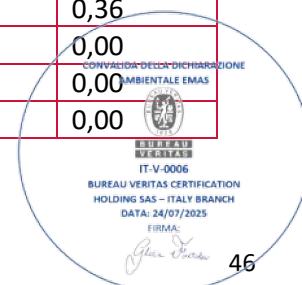 0,36
0,00
CONVALIDA DELLA DICHIARAZIONE
0,00
AMBIENTALE EMAS
0,00
BUREAU
VERITAS
IT-V-0006
BUREAU VERITAS CERTIFICATION
HOLDING SAS – ITALY BRANCH
DATA: 24/07/2025
FIRMA:
46